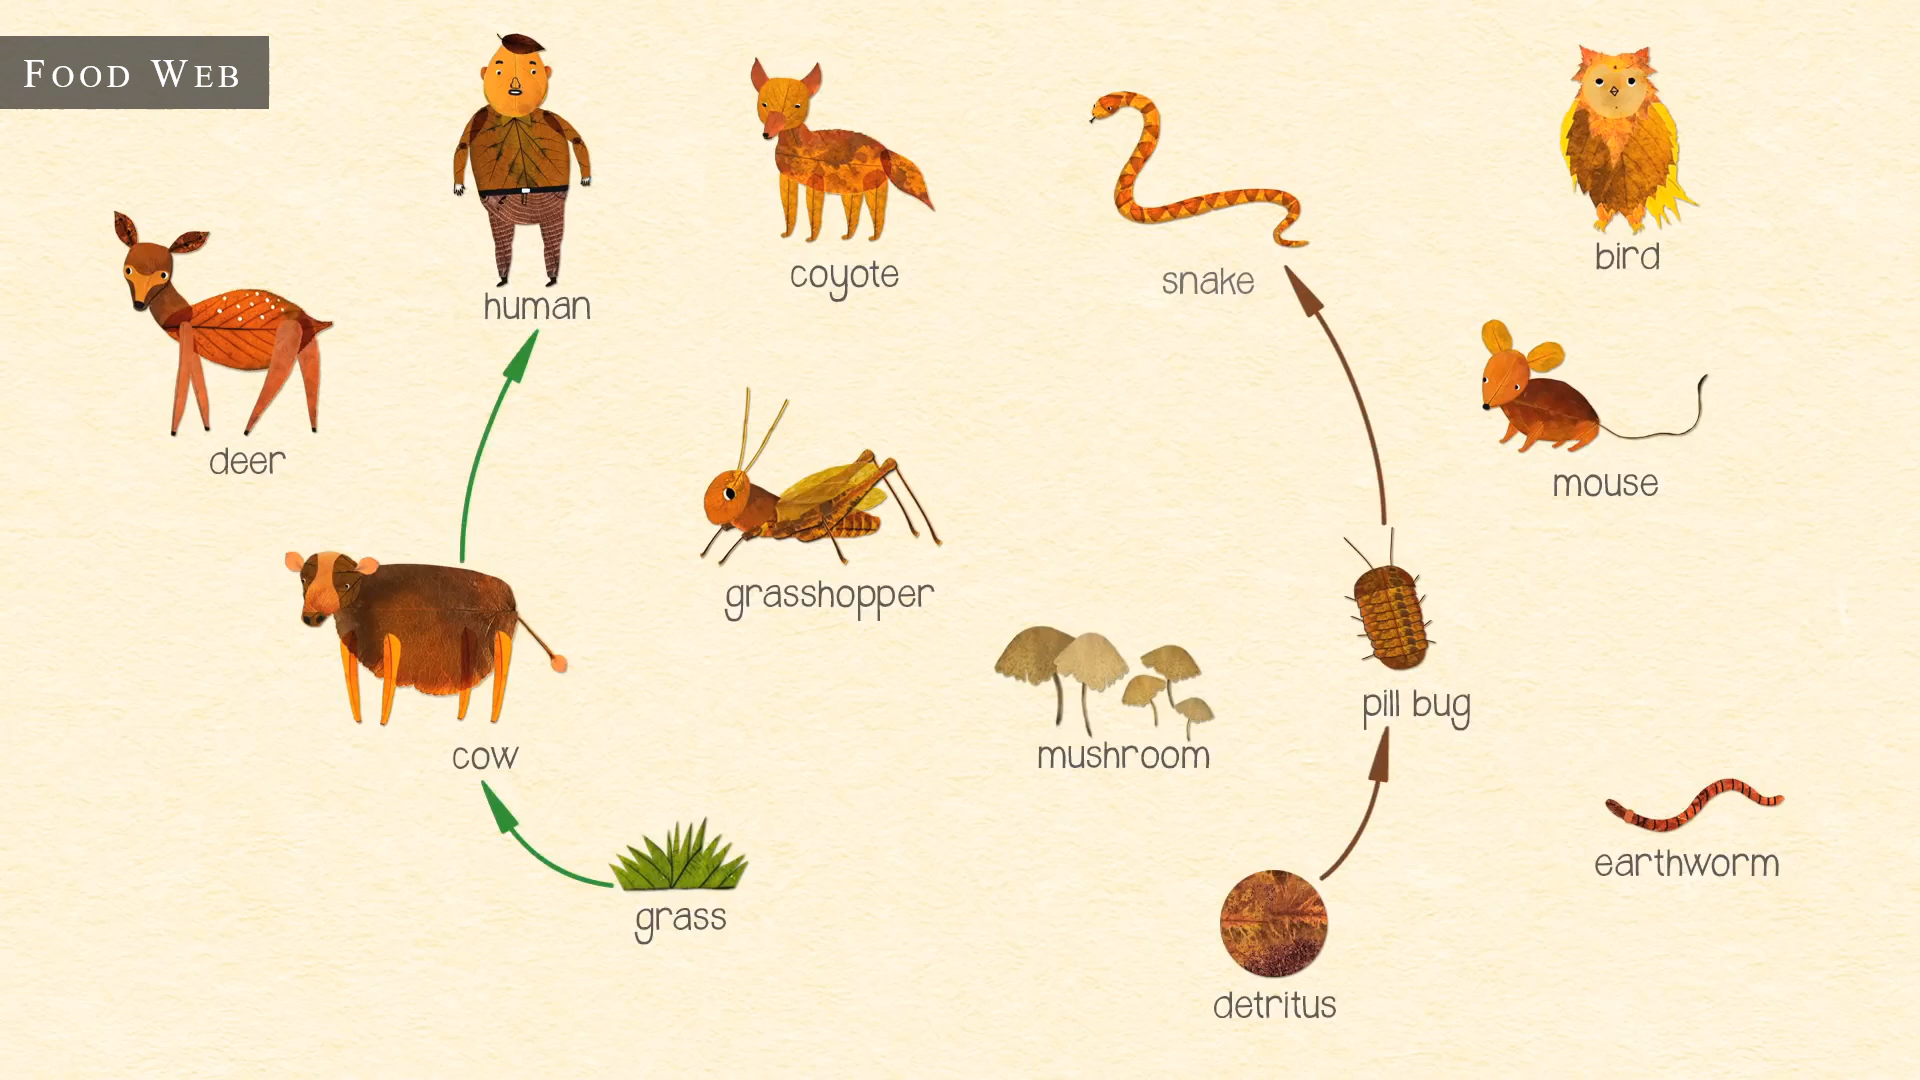 FOOD WEB
human
coyote
snake
bird
deer
mouse
grasshopper
pill bug
cow
mushroom
earthworm
grass
detritus